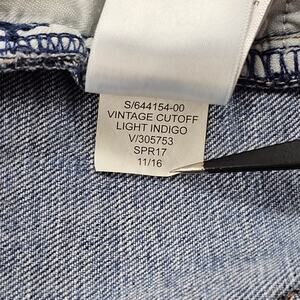 S/644154-00
VINTAGE CUTOFF
LIGHT INDIGO
V/305753
SPR17
11/16